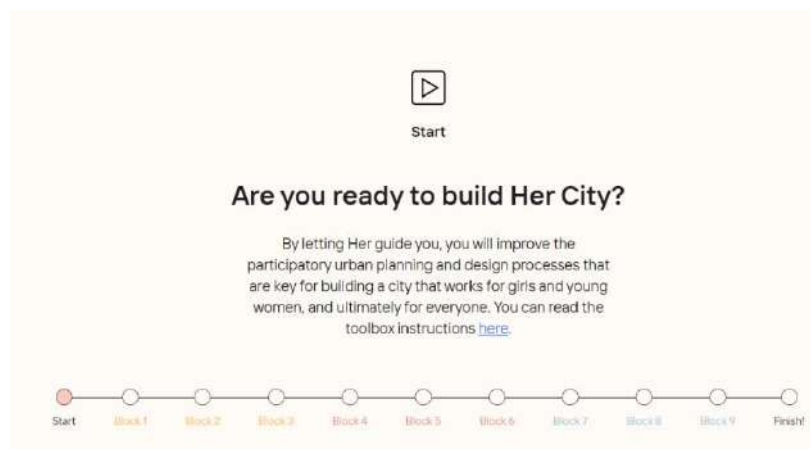 Start
Are you ready to build Her City?
By letting Her guide you, you will improve the
participatory urban planning and design processes that
are key for building a city that works for girls and young
women, and ultimately for everyone. You can read the
toolbox instructions here.
Start Block 1 Block 2 Block 3 Block 4 Block 5 Block 6 Block 7 Block 8 Block 9 Finish!